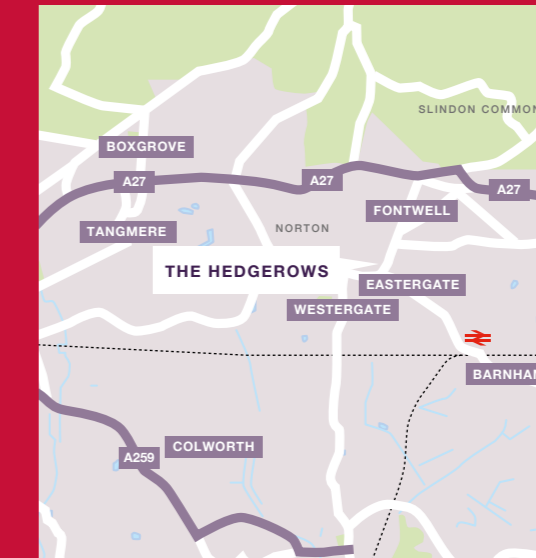 SLINDON COMMON
BOXGROVE
A27
A27
A27
FONTWELL
TANGMERE
NORTON
THE HEDGEROWS
EASTERGATE
WESTERGATE
BARNHAM
COLWORTH
A259